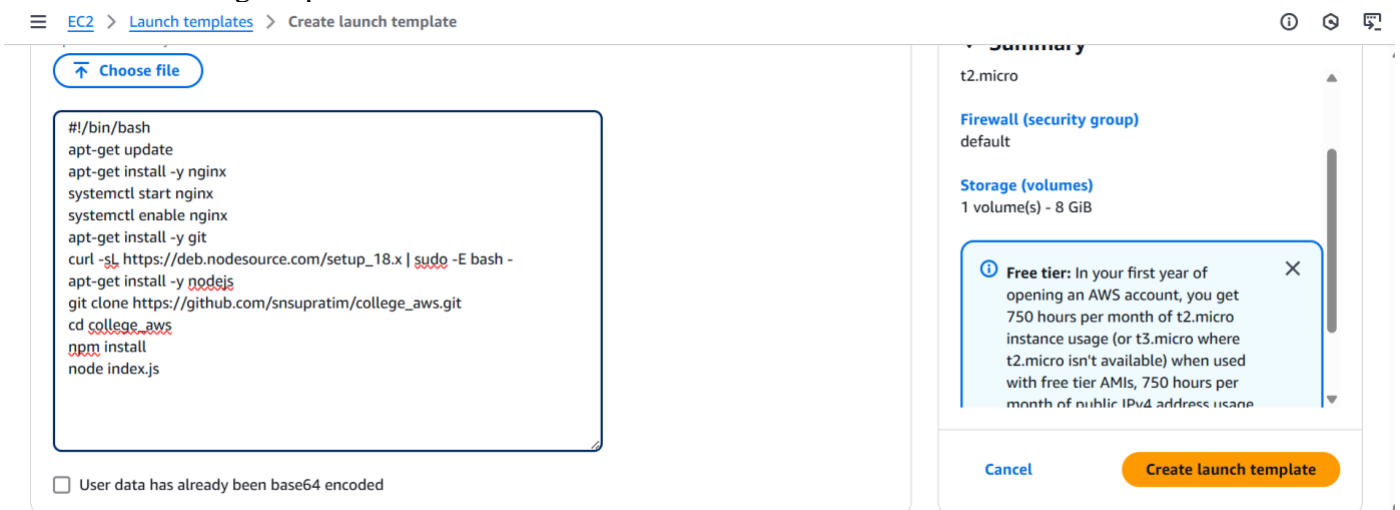 EC2 > Launch templates > Create launch template
Choose file
#!/bin/bash
apt-get update
apt-get install -y nginx
systemctl start nginx
systemctl enable nginx
apt-get install -y git
curl -sL https://deb.nodesource.com/setup_18.x | sudo -E bash -
apt-get install -y nodejs
git clone https://github.com/snsupratim/college_aws.git
cd college_aws
npm install
node index.js
User data has already been base64 encoded
Summary
t2.micro
Firewall (security group)
default
Storage (volumes)
1 volume(s) - 8 GiB
Free tier: In your first year of
opening an AWS account, you get
750 hours per month of t2.micro
instance usage (or t3.micro where
t2.micro isn't available) when used
with free tier AMIs, 750 hours per
month of public IPv4 address usage
Cancel
Create launch template